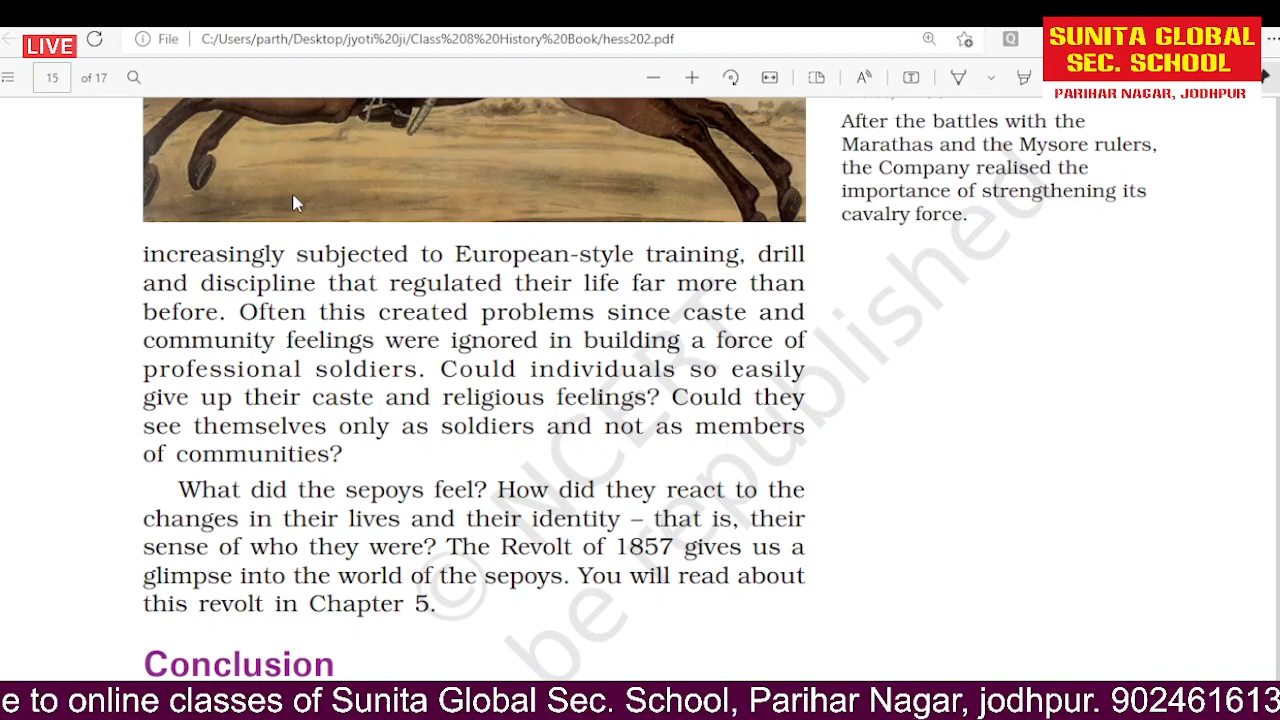 LIVE
File C:/Users/parth/Desktop/jyoti%20ji/Class%208%20History%20Book/hess202.pdf
SUNITA GLOBAL
SEC. SCHOOL
PARIHAR NAGAR, JODHPUR
15 of 17
After the battles with the
Marathas and the Mysore rulers,
the Company realised the
importance of strengthening its
cavalry force.
increasingly subjected to European-style training, drill
and discipline that regulated their life far more than
before. Often this created problems since caste and
community feelings were ignored in building a force of
professional soldiers. Could individuals so easily
give up their caste and religious feelings? Could they
see themselves only as soldiers and not as members
of communities?
What did the sepoys feel? How did they react to the
changes in their lives and their identity – that is, their
sense of who they were? The Revolt of 1857 gives us a
glimpse into the world of the sepoys. You will read about
this revolt in Chapter 5.
Conclusion
© NCERT
be republished
e to online classes of Sunita Global Sec. School, Parihar Nagar, jodhpur. 902461613